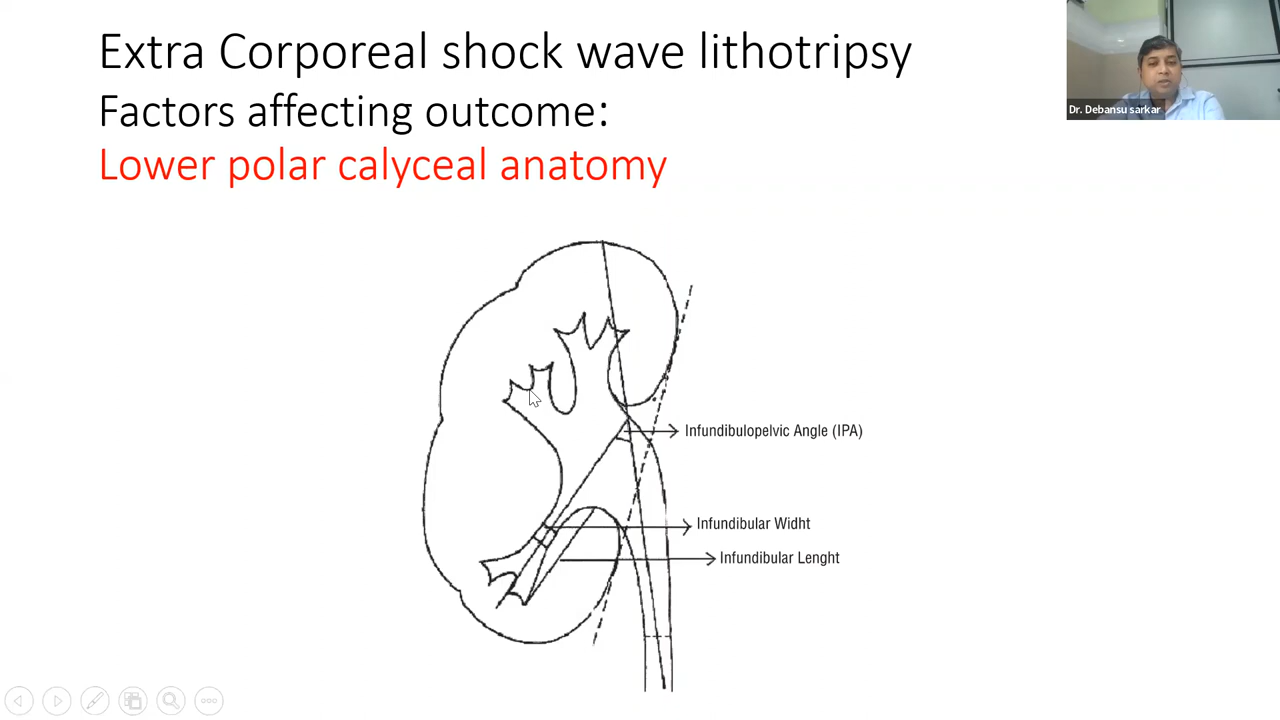 Extra Corporeal shock wave lithotripsy
Dr. Debansu sarkar
Factors affecting outcome:
Lower polar calyceal anatomy
Infundibulopelvic Angle (IPA)
Infundibular Widht
Infundibular Lenght